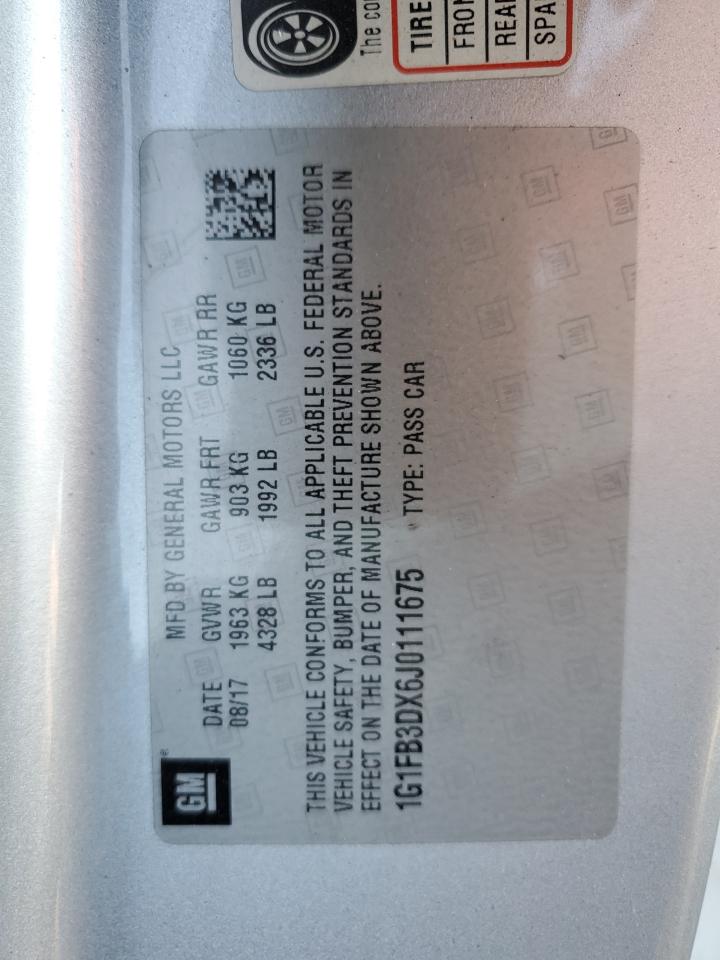 GM
®
MFD BY GENERAL MOTORS LLC
DATE GVWR GAWR FRT GAWR RR
08/17 1963 KG 903 KG 1060 KG
4328 LB 1992 LB 2336 LB
THIS VEHICLE CONFORMS TO ALL APPLICABLE U.S. FEDERAL MOTOR
VEHICLE SAFETY, BUMPER, AND THEFT PREVENTION STANDARDS IN
EFFECT ON THE DATE OF MANUFACTURE SHOWN ABOVE.
1G1FB3DX6J0111675 TYPE: PASS CAR
The co
TIRE
FRON
REA
SPA